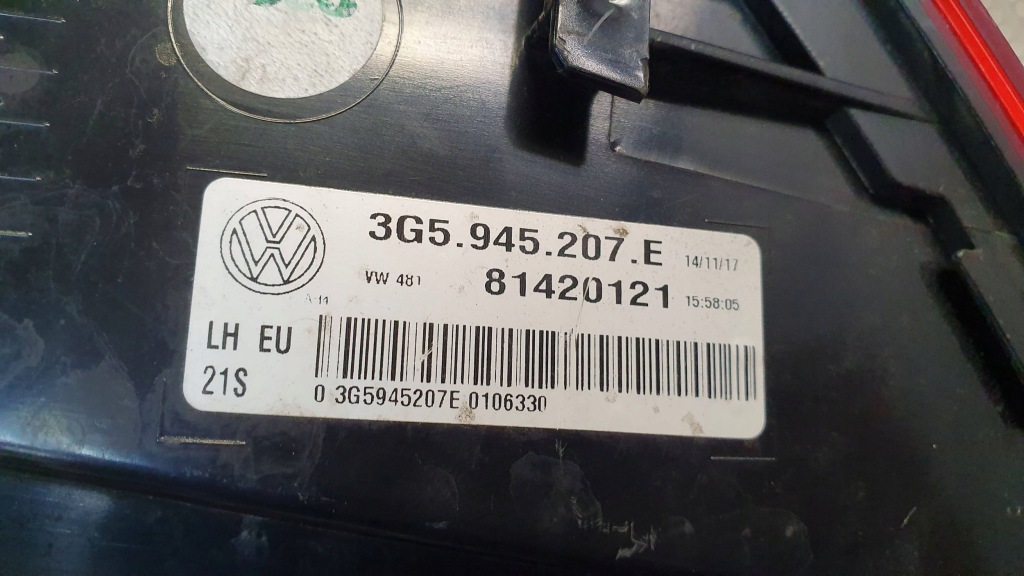 3G5.945.207.E 14/11/17
VW 481 81420121 15:58:05
LH EU
21S
0 3G5945207E 0106330